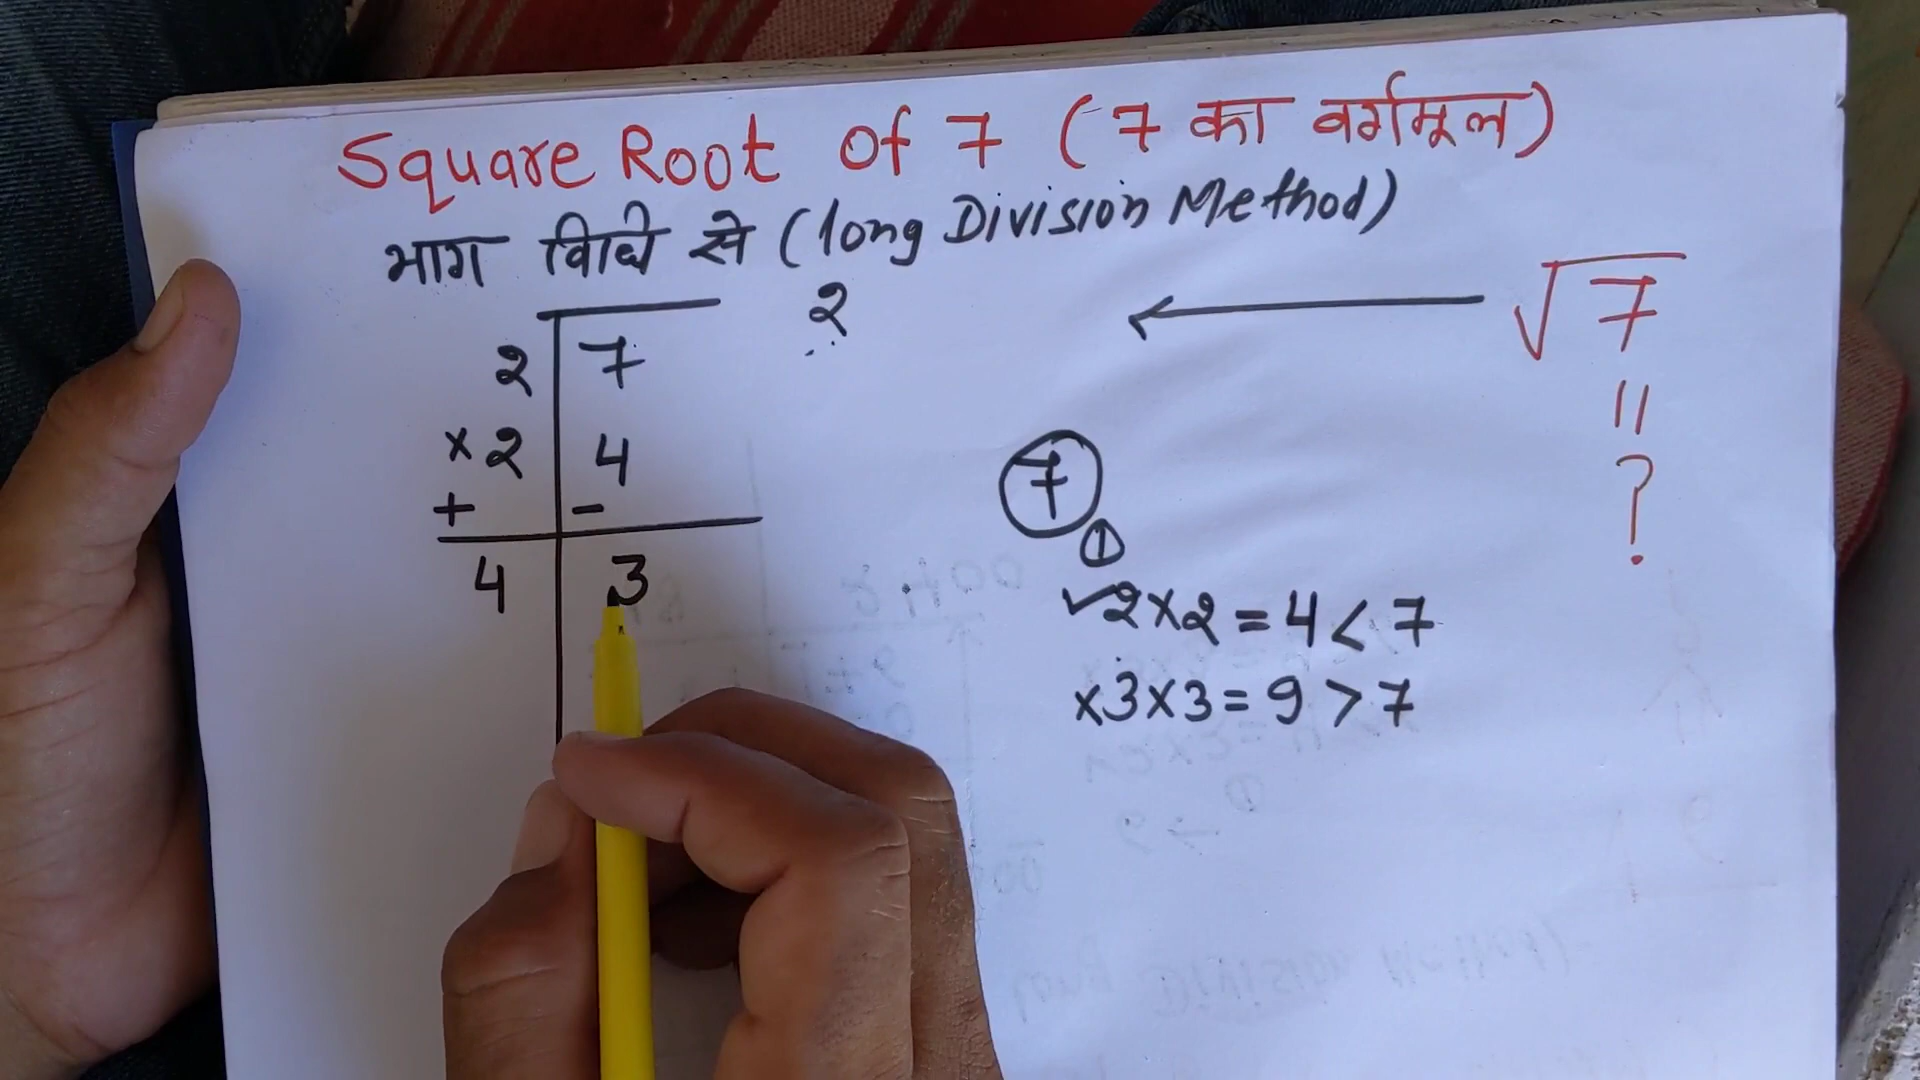 Square Root of 7 (7 का वर्गमूल)
भाग विधि से (long Division Method)
2
√7
=
?
2 | 7
×2 | 4
+ | -
4 | 3
7
1
✓2×2 = 4 < 7
×3×3 = 9 > 7